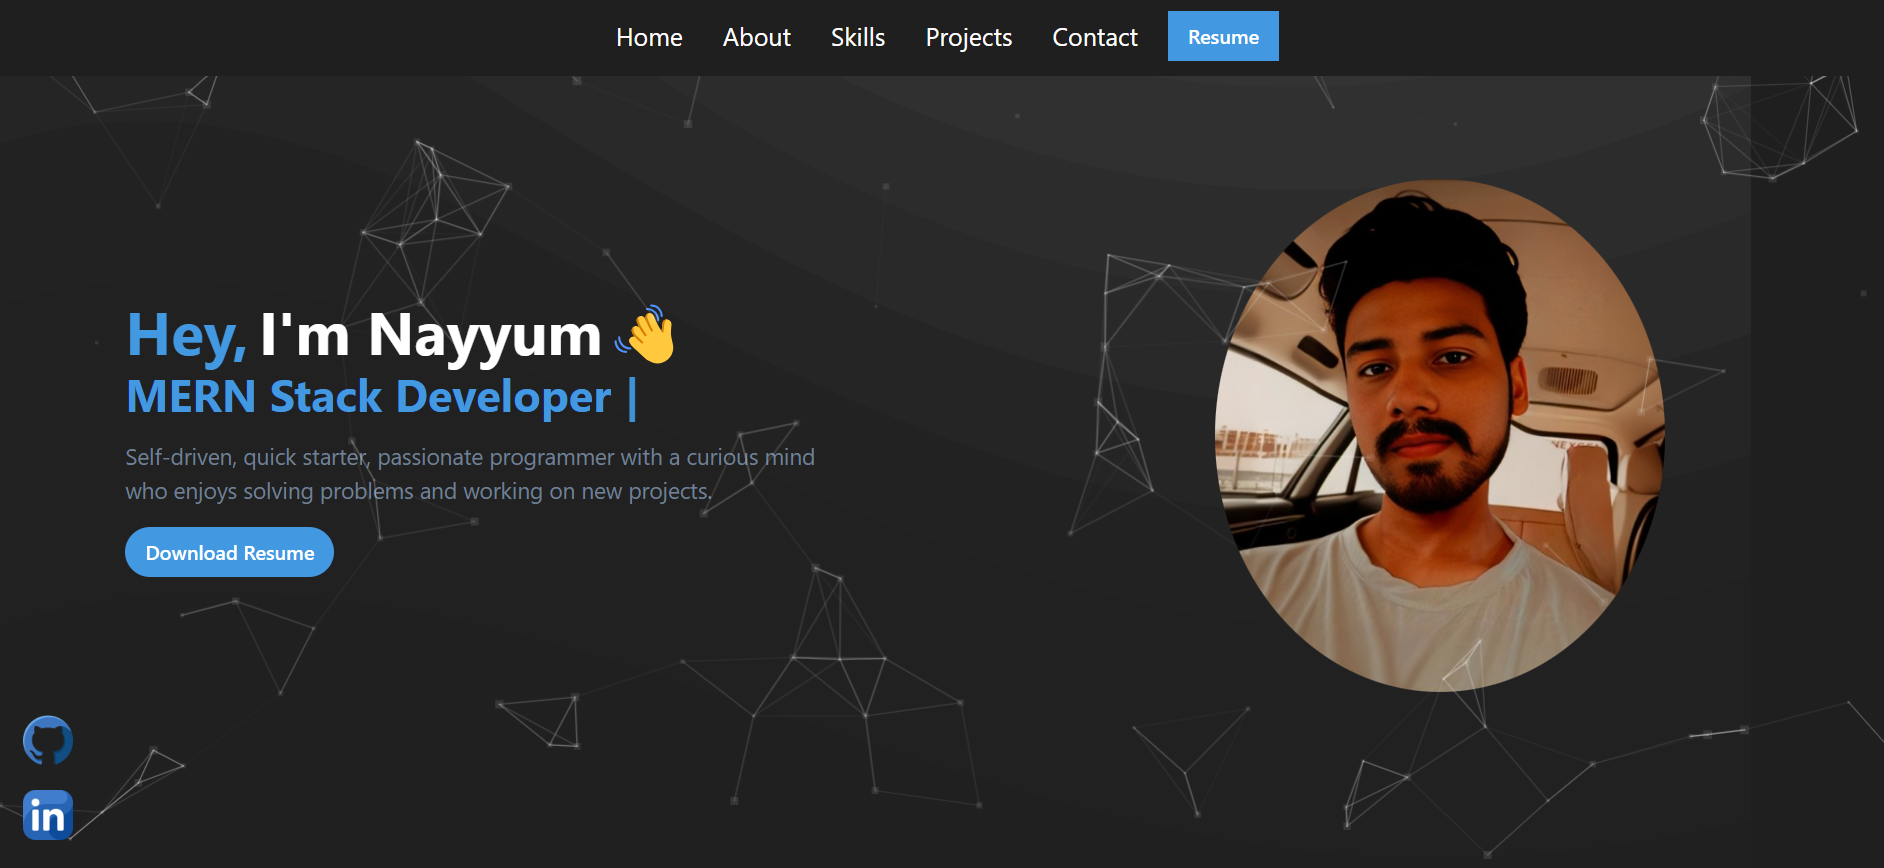 Home About Skills Projects Contact Resume
Hey, I'm Nayyum 👋
MERN Stack Developer |
Self-driven, quick starter, passionate programmer with a curious mind
who enjoys solving problems and working on new projects.
Download Resume
in